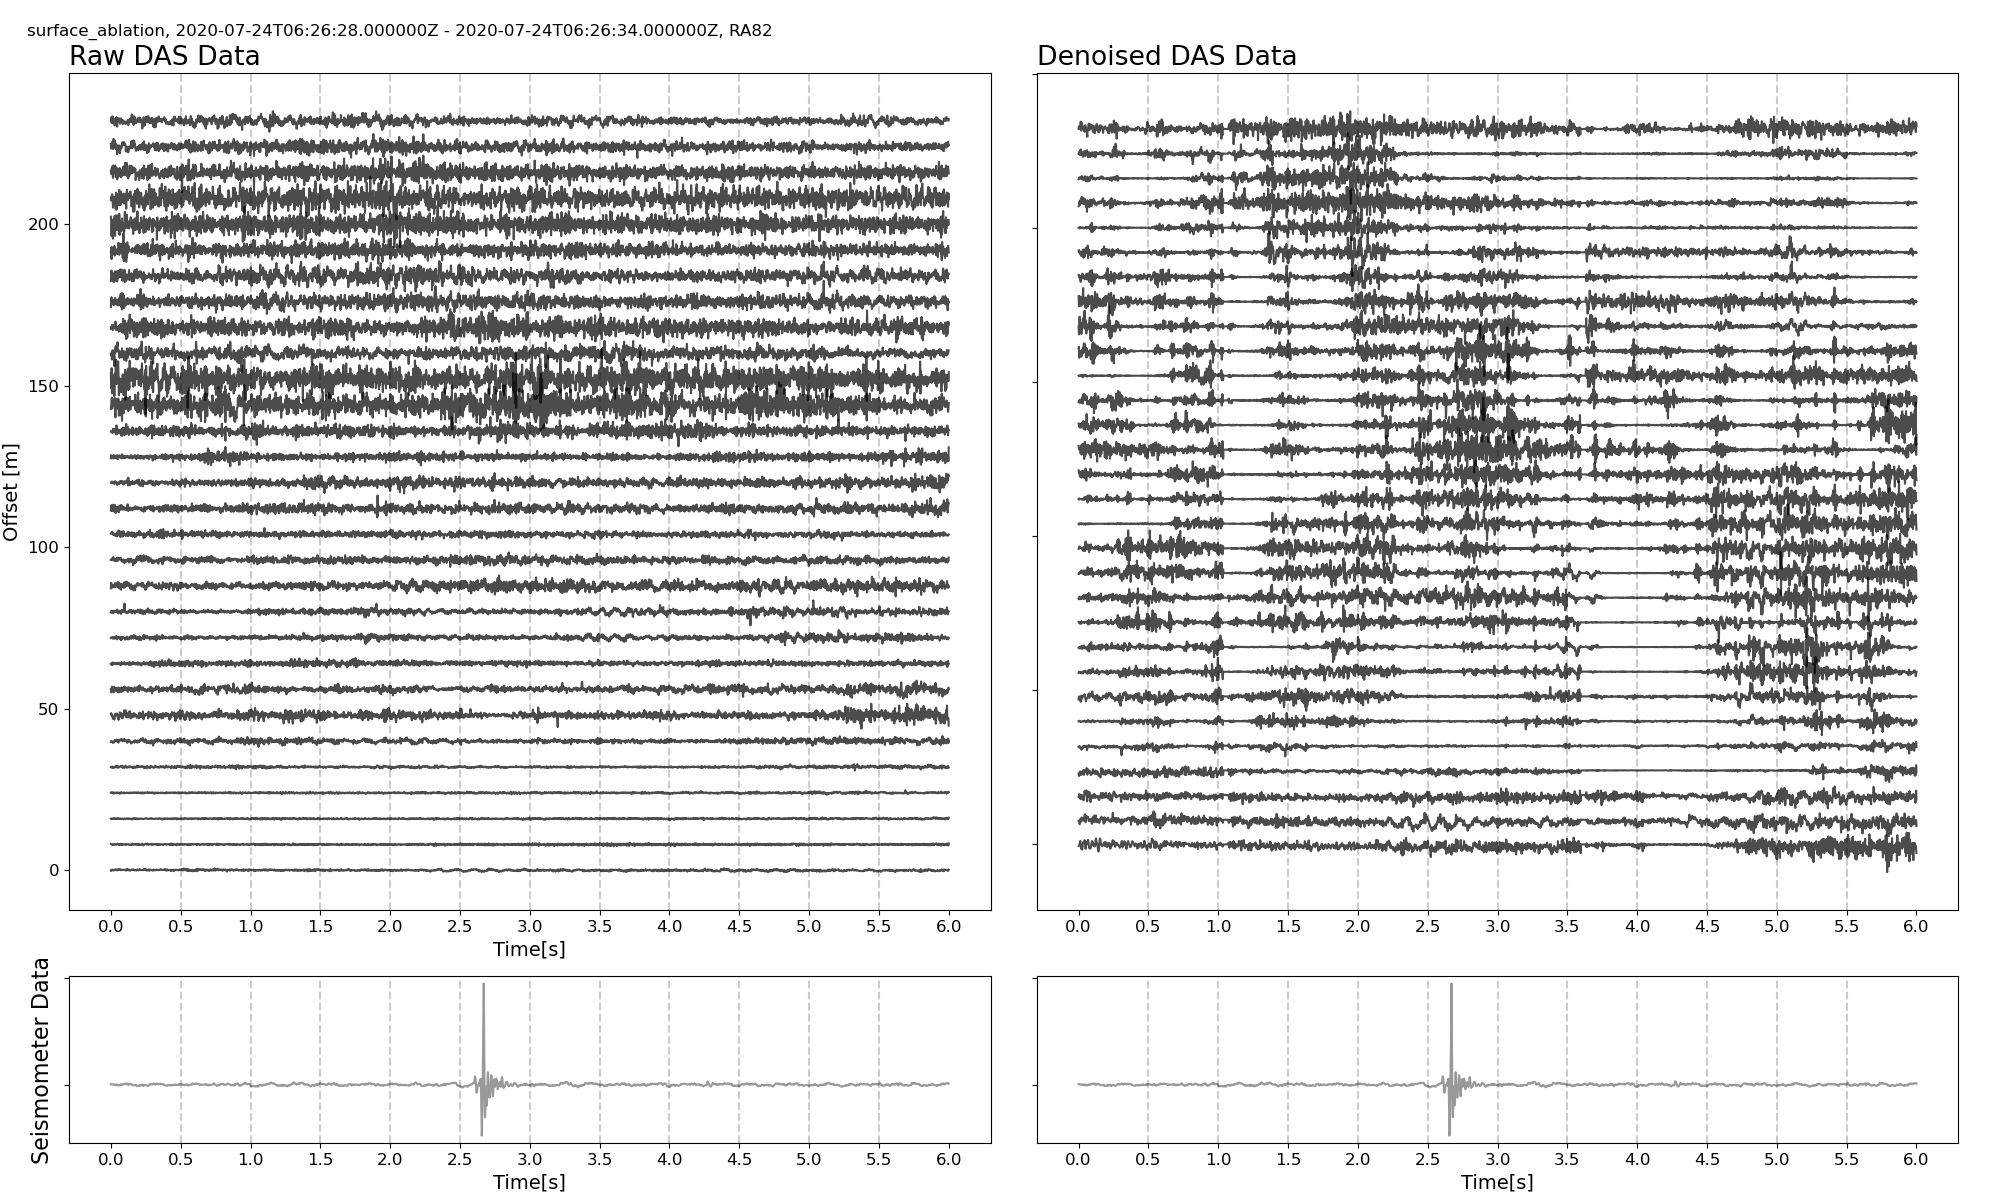 surface_ablation, 2020-07-24T06:26:28.000000Z - 2020-07-24T06:26:34.000000Z, RA82
Raw DAS Data
Denoised DAS Data
Offset [m]
200
150
100
50
0
0.0 0.5 1.0 1.5 2.0 2.5 3.0 3.5 4.0 4.5 5.0 5.5 6.0
Time[s]
0.0 0.5 1.0 1.5 2.0 2.5 3.0 3.5 4.0 4.5 5.0 5.5 6.0
Seismometer Data
0.0 0.5 1.0 1.5 2.0 2.5 3.0 3.5 4.0 4.5 5.0 5.5 6.0
Time[s]
0.0 0.5 1.0 1.5 2.0 2.5 3.0 3.5 4.0 4.5 5.0 5.5 6.0
Time[s]